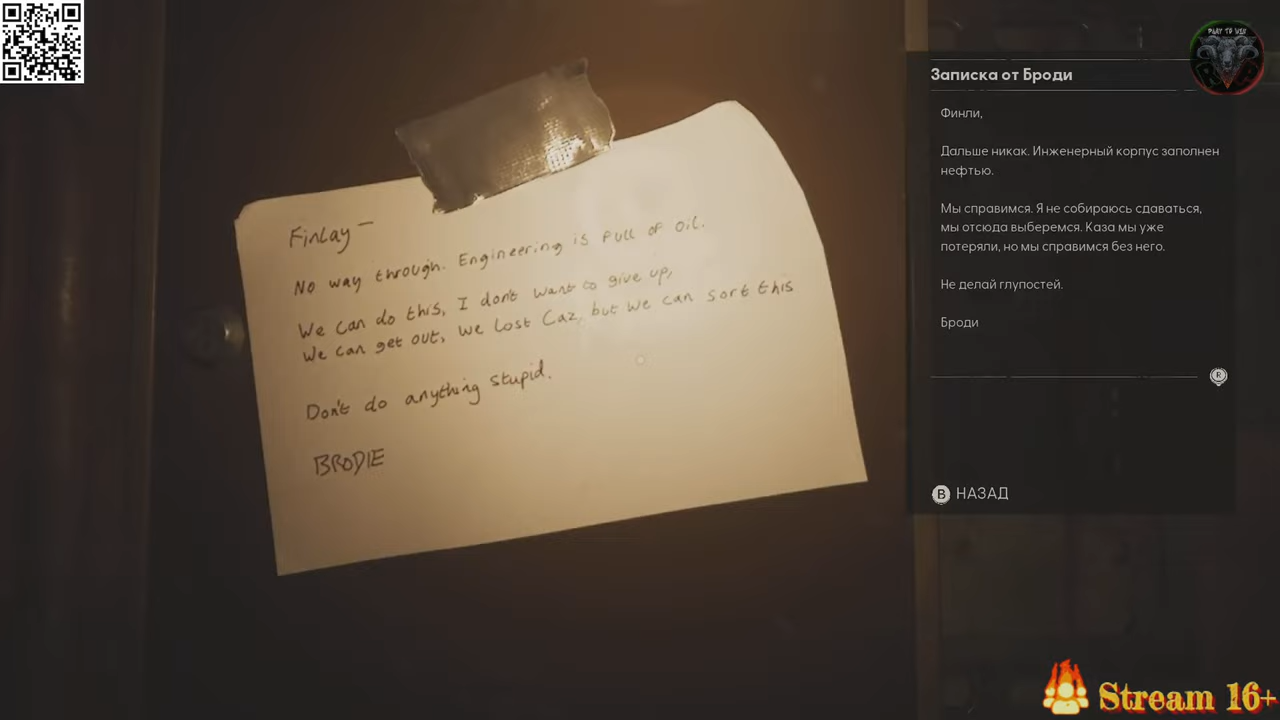 Finlay –
No way through. Engineering is full of oil.
We can do this, I don't want to give up,
We can get out, we lost Caz, but we can sort this
Don't do anything stupid.
BRODIE
PLAY TO WIN
Записка от Броди
Финли,
Дальше никак. Инженерный корпус заполнен
нефтью.
Мы справимся. Я не собираюсь сдаваться,
мы отсюда выберемся. Каза мы уже
потеряли, но мы справимся без него.
Не делай глупостей.
Броди
R
B НАЗАД
Stream 16+